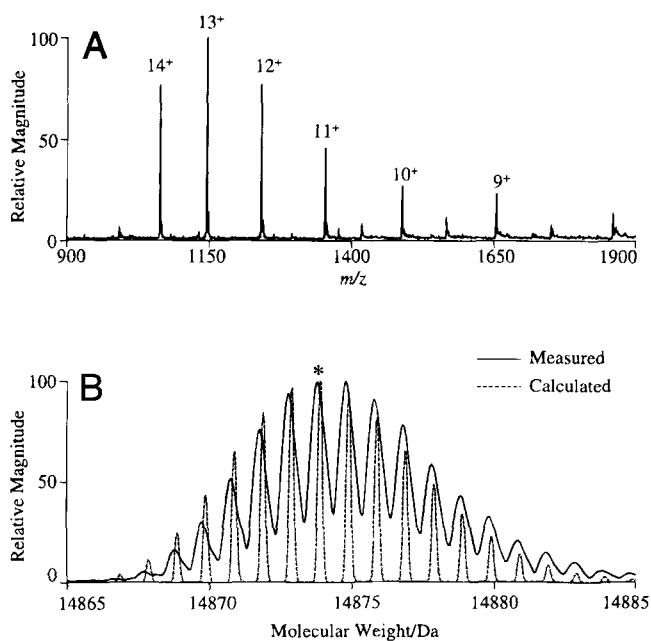 A
Relative Magnitude
100
50
0
14+
13+
12+
11+
10+
9+
900 1150 1400 1650 1900
m/z
B
Measured
Calculated
Relative Magnitude
100
50
0
*
14865 14870 14875 14880 14885
Molecular Weight/Da